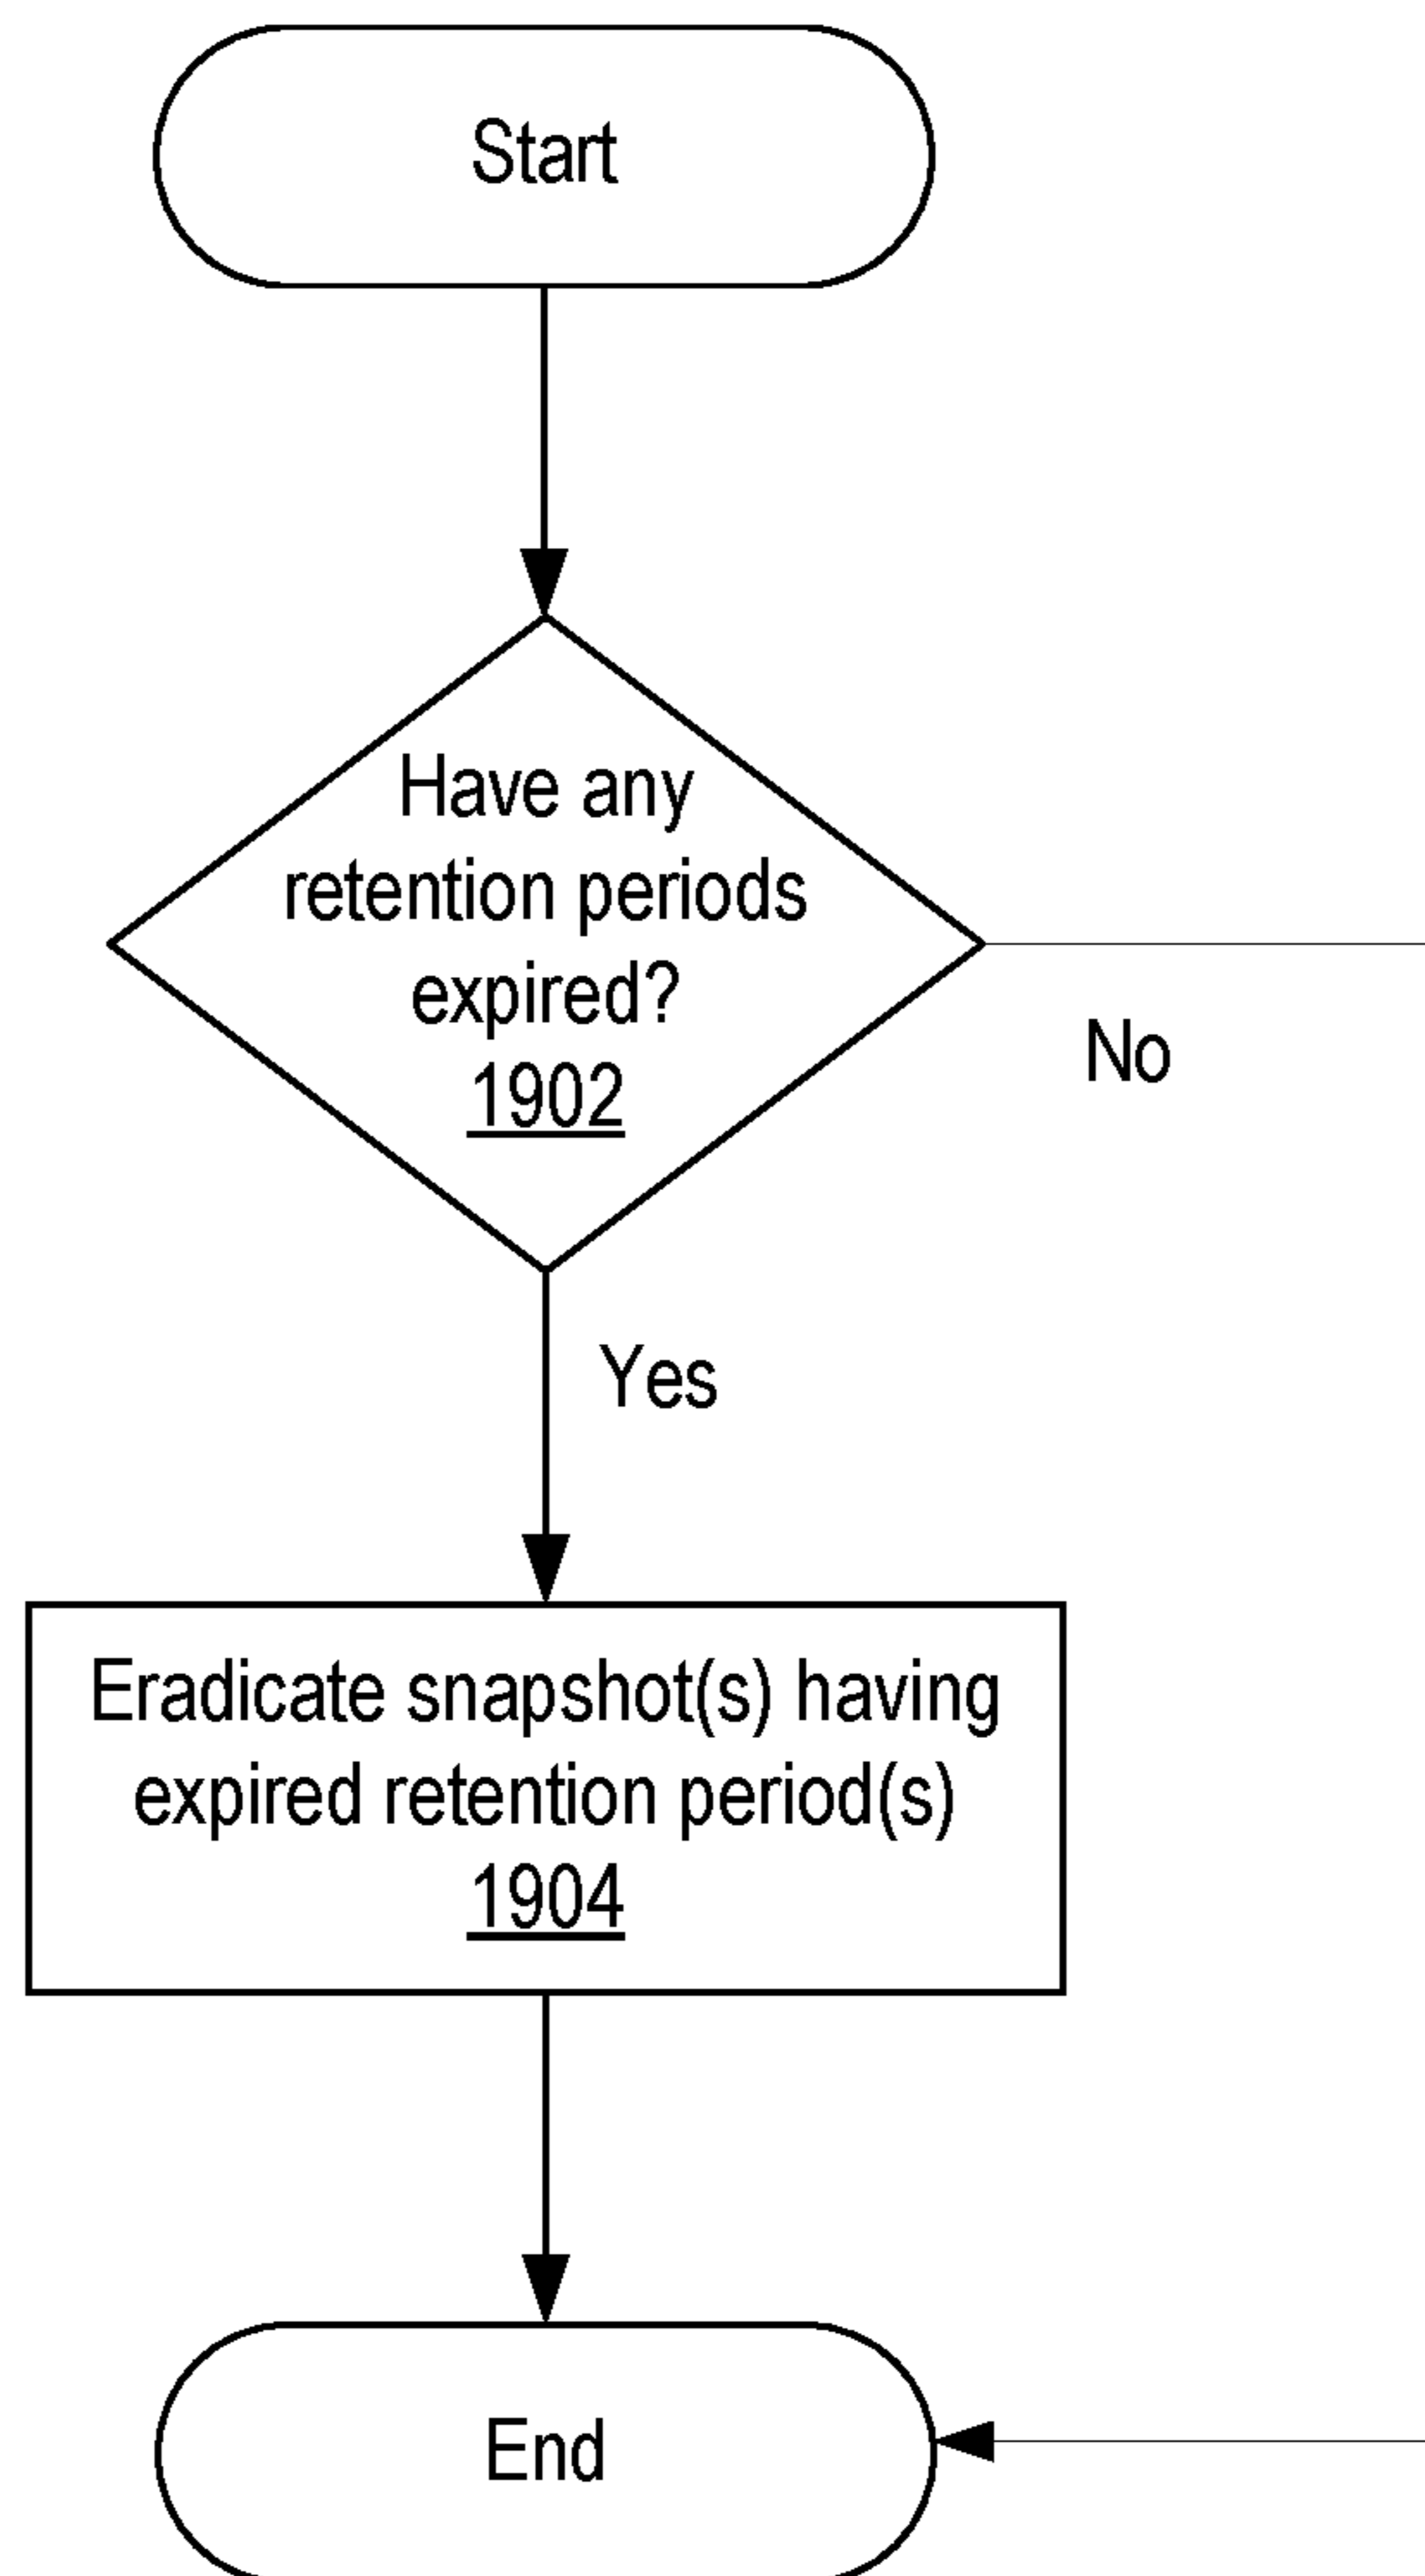 Start
Have any
retention periods
expired?
1902
No
Yes
Eradicate snapshot(s) having
expired retention period(s)
1904
End